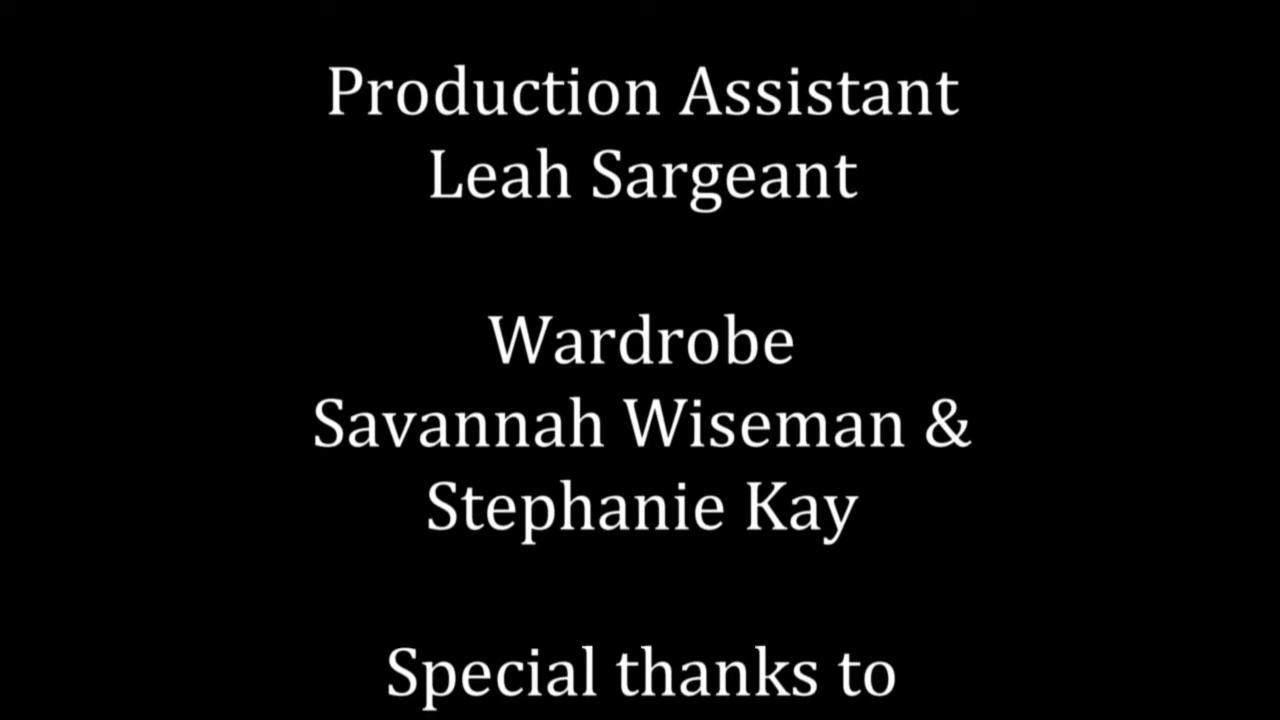 Production Assistant
Leah Sargeant
Wardrobe
Savannah Wiseman &
Stephanie Kay
Special thanks to